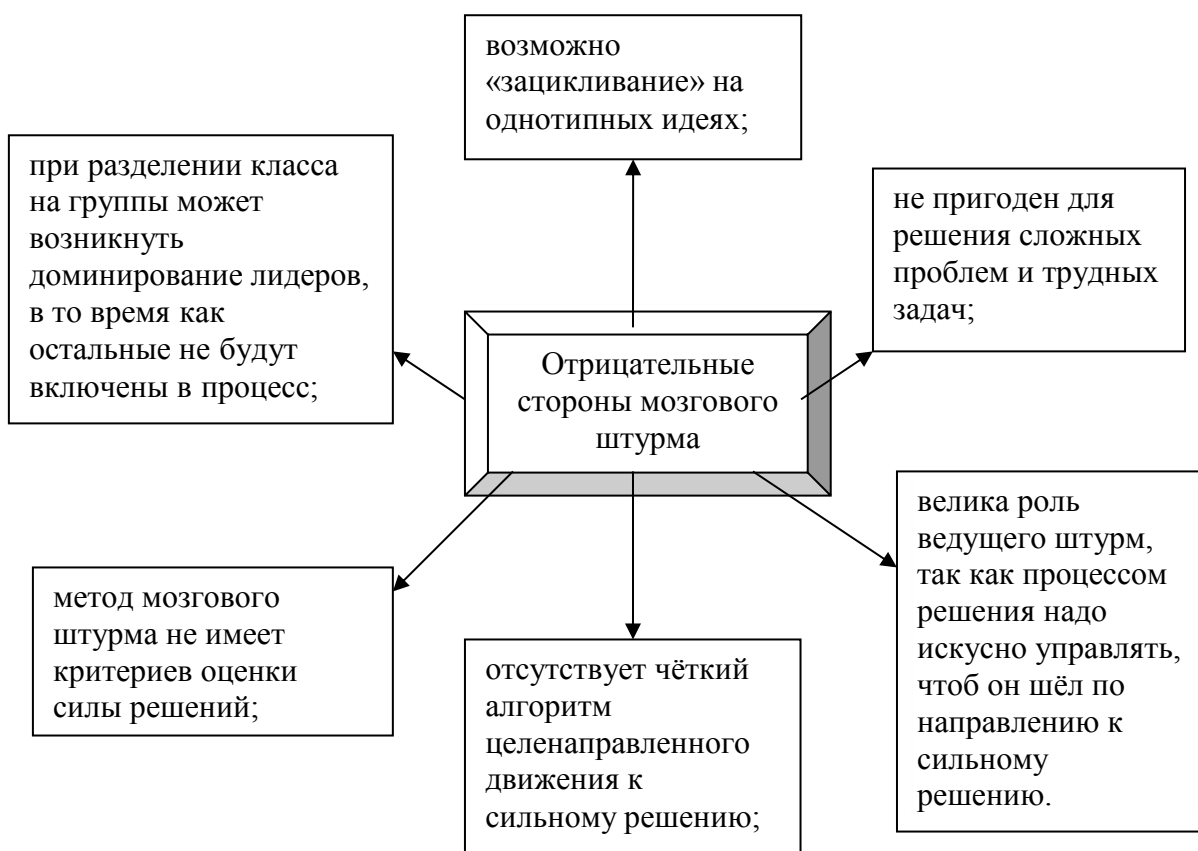 возможно
«зацикливание» на
однотипных идеях;
при разделении класса
на группы может
возникнуть
доминирование лидеров,
в то время как
остальные не будут
включены в процесс;
не пригоден для
решения сложных
проблем и трудных
задач;
Отрицательные
стороны мозгового
штурма
велика роль
ведущего штурм,
так как процессом
решения надо
искусно управлять,
чтоб он шёл по
направлению к
сильному
решению.
метод мозгового
штурма не имеет
критериев оценки
силы решений;
отсутствует чёткий
алгоритм
целенаправленного
движения к
сильному решению;